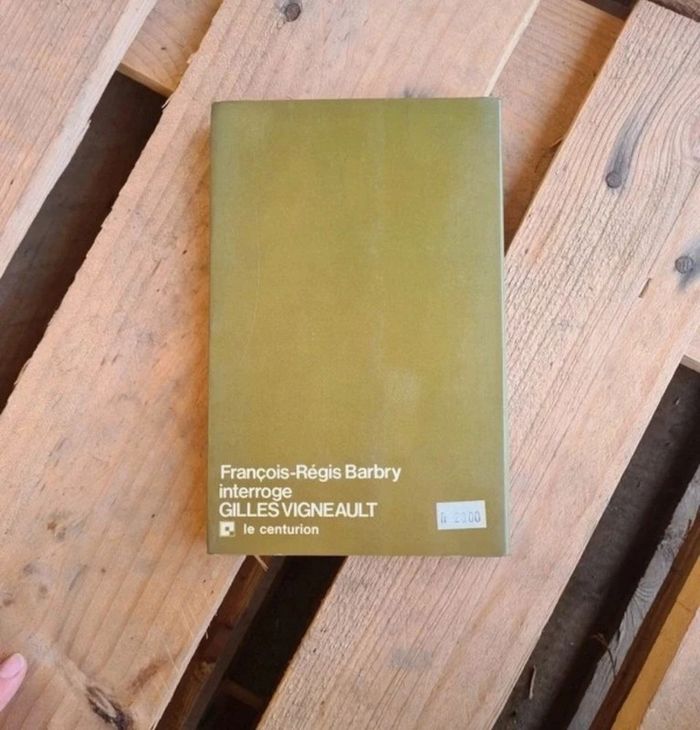 François-Régis Barbry
interroge
GILLES VIGNEAULT
le centurion